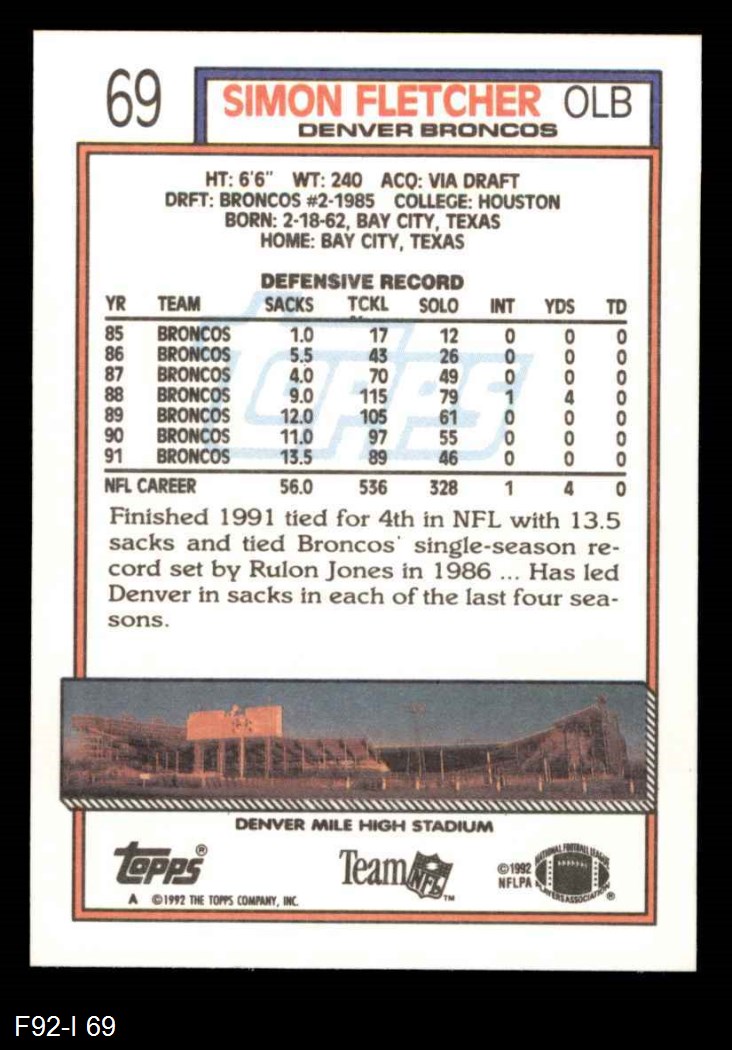 69
SIMON FLETCHER OLB
DENVER BRONCOS
HT: 6'6" WT: 240 ACQ: VIA DRAFT
DRFT: BRONCOS #2-1985 COLLEGE: HOUSTON
BORN: 2-18-62, BAY CITY, TEXAS
HOME: BAY CITY, TEXAS
DEFENSIVE RECORD
YR TEAM SACKS TCKL SOLO INT YDS TD
85 BRONCOS 1.0 17 12 0 0 0
86 BRONCOS 5.5 43 26 0 0 0
87 BRONCOS 4.0 70 49 0 0 0
88 BRONCOS 9.0 115 79 1 4 0
89 BRONCOS 12.0 105 61 0 0 0
90 BRONCOS 11.0 97 55 0 0 0
91 BRONCOS 13.5 89 46 0 0 0
NFL CAREER 56.0 536 328 1 4 0
TOPPS
Finished 1991 tied for 4th in NFL with 13.5
sacks and tied Broncos' single-season re-
cord set by Rulon Jones in 1986 ... Has led
Denver in sacks in each of the last four sea-
sons.
DENVER MILE HIGH STADIUM
TOPPS®
A ©1992 THE TOPPS COMPANY, INC.
Team NFL™
©1992
NFLPA
NATIONAL FOOTBALL LEAGUE
PLAYERS ASSOCIATION
®
F92-I 69